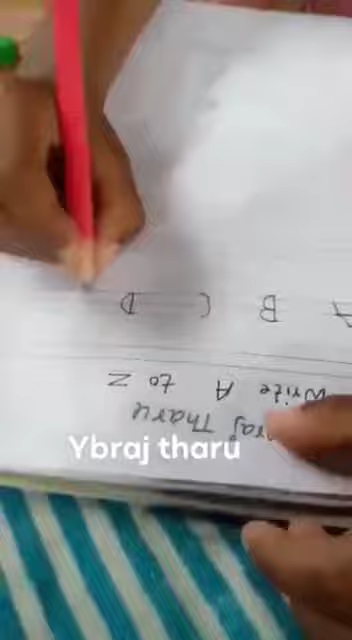 raj Tharu
Write A to Z
A B C D
Ybraj tharu